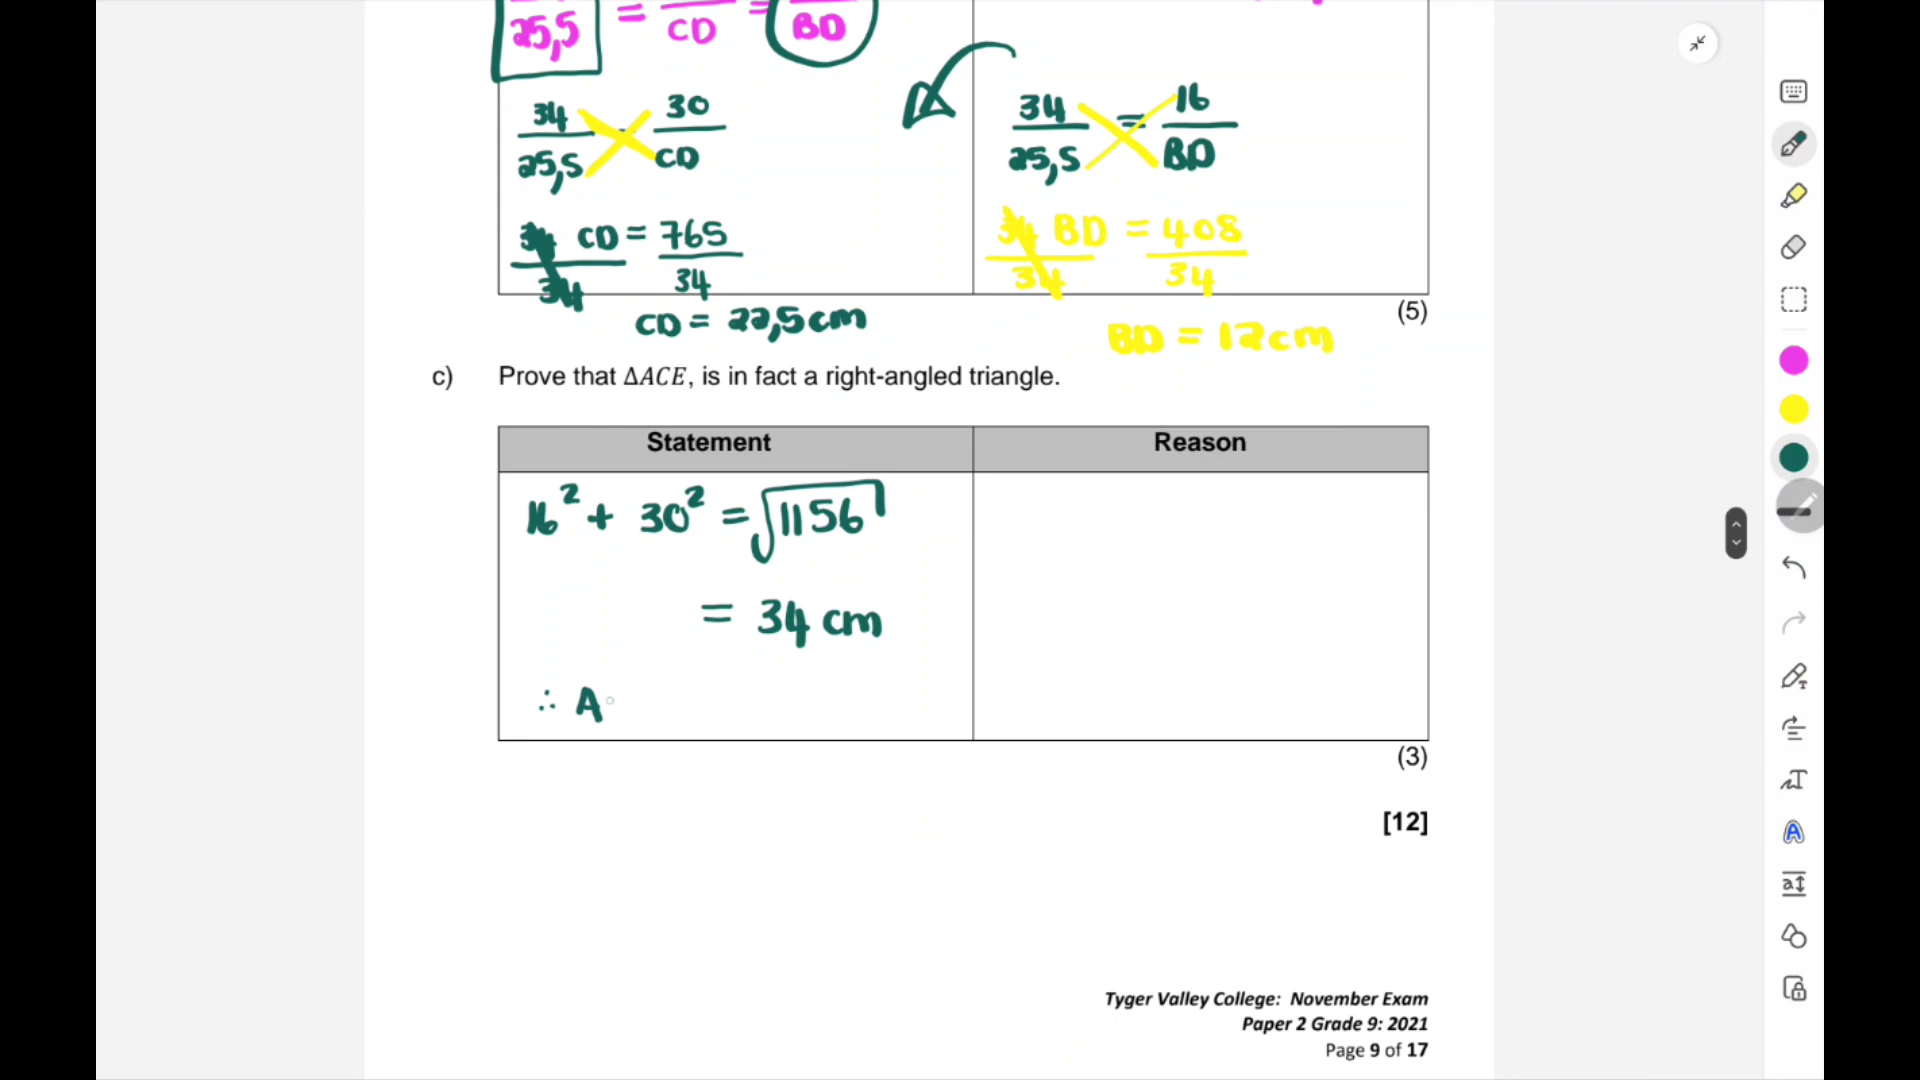 25,5 = CD = BD
34/25,5 = 30/CD
34/25,5 = 16/BD
34 CD/34 = 765/34
34 BD/34 = 408/34
(5)
CD = 22,5cm
BD = 12cm
c) Prove that ΔACE, is in fact a right-angled triangle.
Statement Reason
16² + 30² = √1156
= 34 cm
∴ A
(3)
[12]
Tyger Valley College: November Exam
Paper 2 Grade 9: 2021
Page 9 of 17